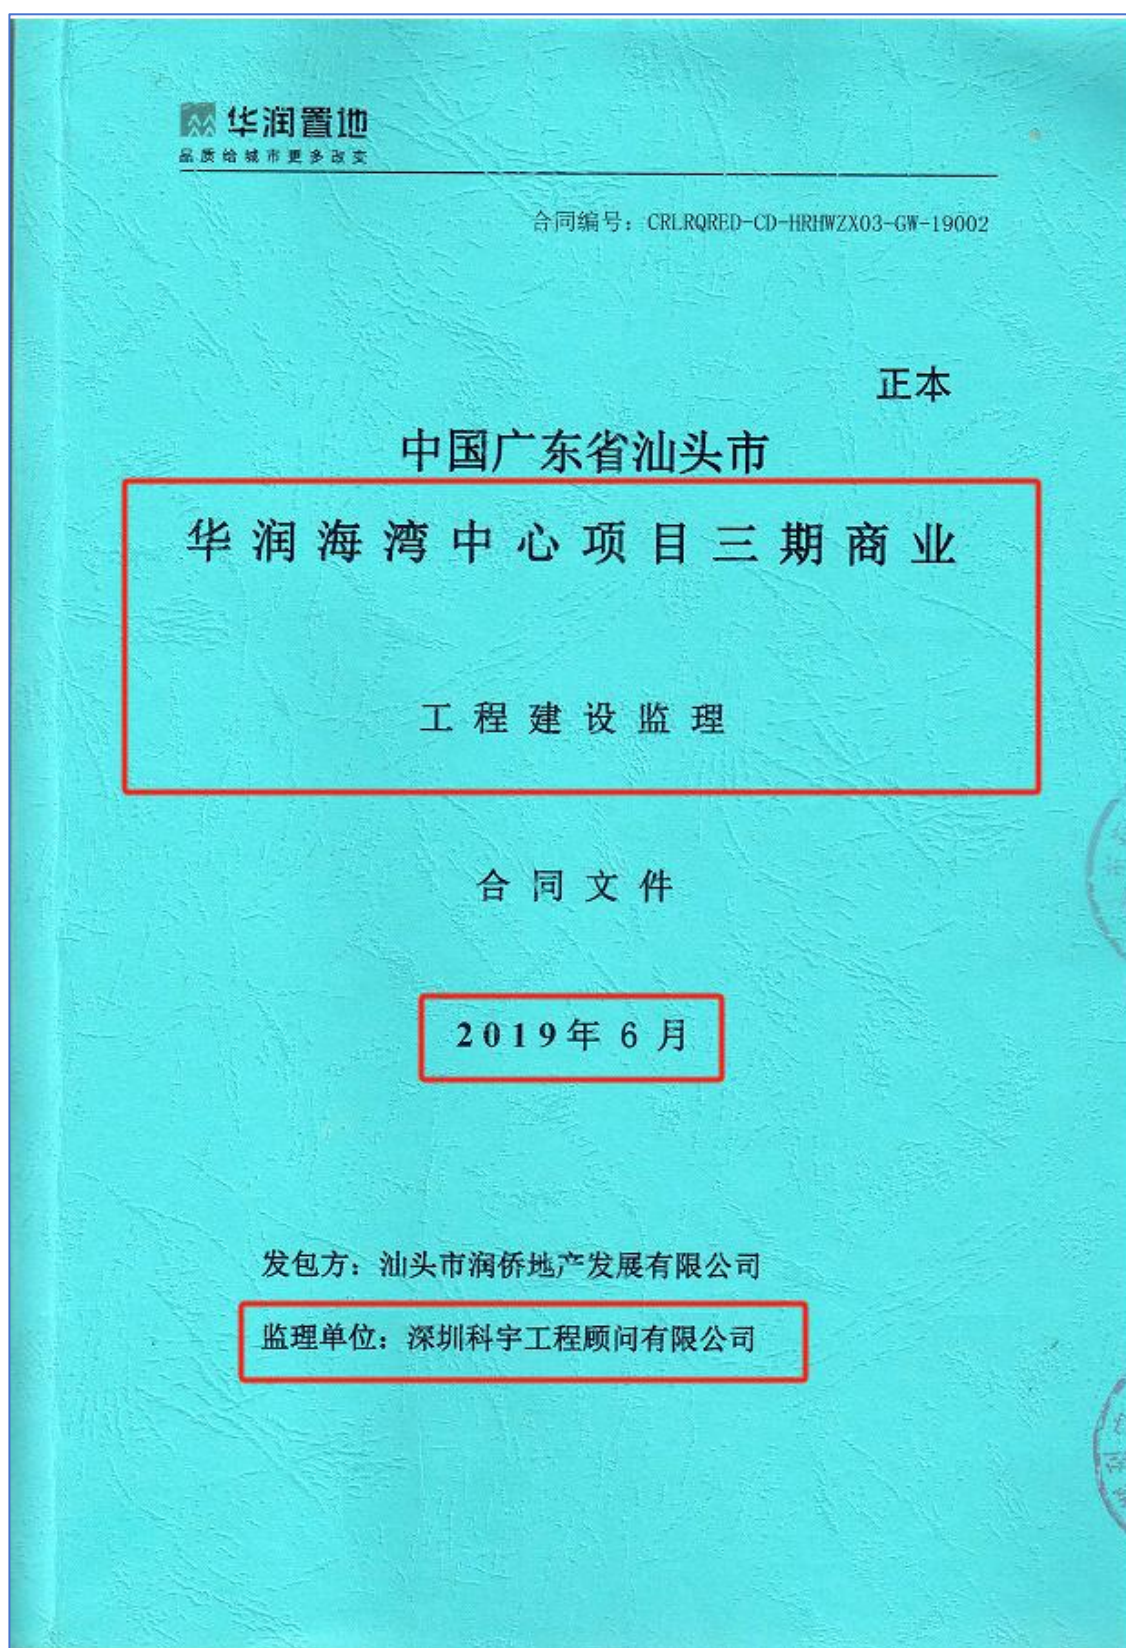 华润置地
品质给城市更多改变
合同编号：CRLRQRED-CD-HRHWZX03-GW-19002
正本
中国广东省汕头市
华润海湾中心项目三期商业
工程建设监理
合同文件
2019年6月
发包方：汕头市润侨地产发展有限公司
监理单位：深圳科宇工程顾问有限公司